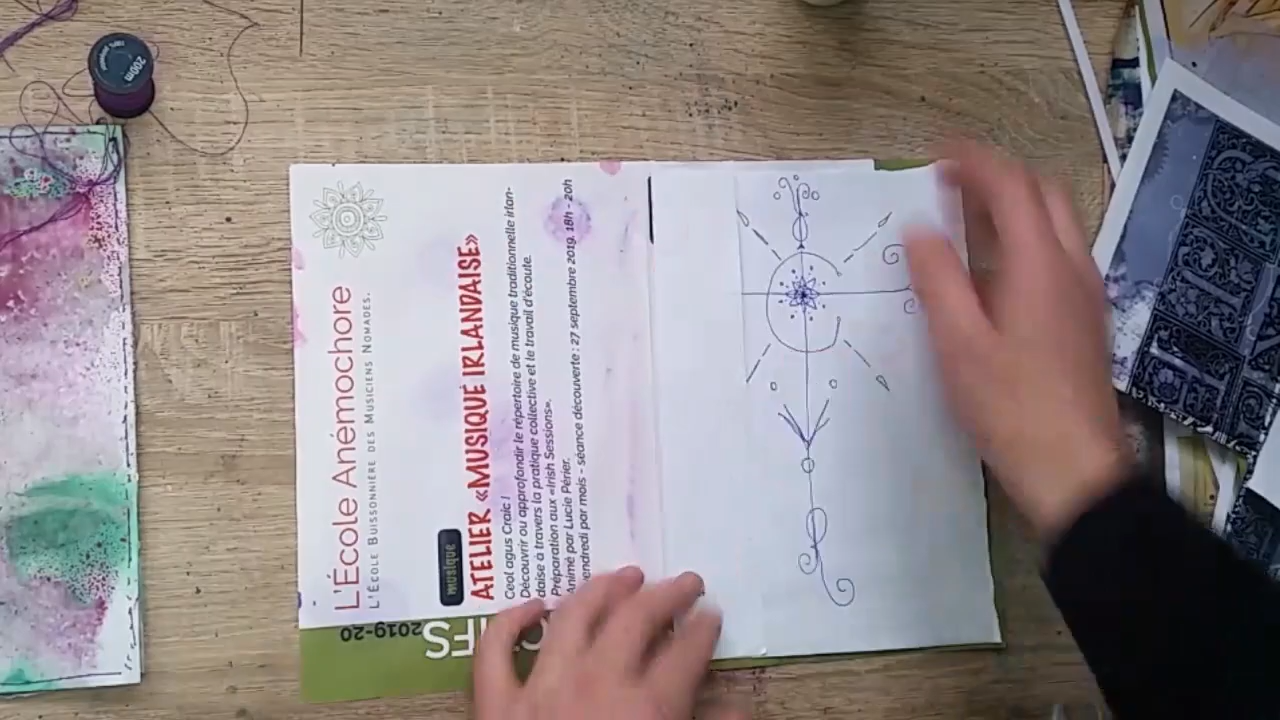 L'École Anémochore
L'École Buissonnière des Musiciens Nomades.
musique
ATELIER «MUSIQUE IRLANDAISE»
Ceol agus Craic !
Découvrir ou approfondir le répertoire de musique traditionnelle irlan-
daise à travers la pratique collective et le travail d'écoute.
Préparation aux «Irish Sessions».
Animé par Lucie Périer.
endredi par mois - séance découverte : 27 septembre 2019, 18h - 20h
2019-20
200m